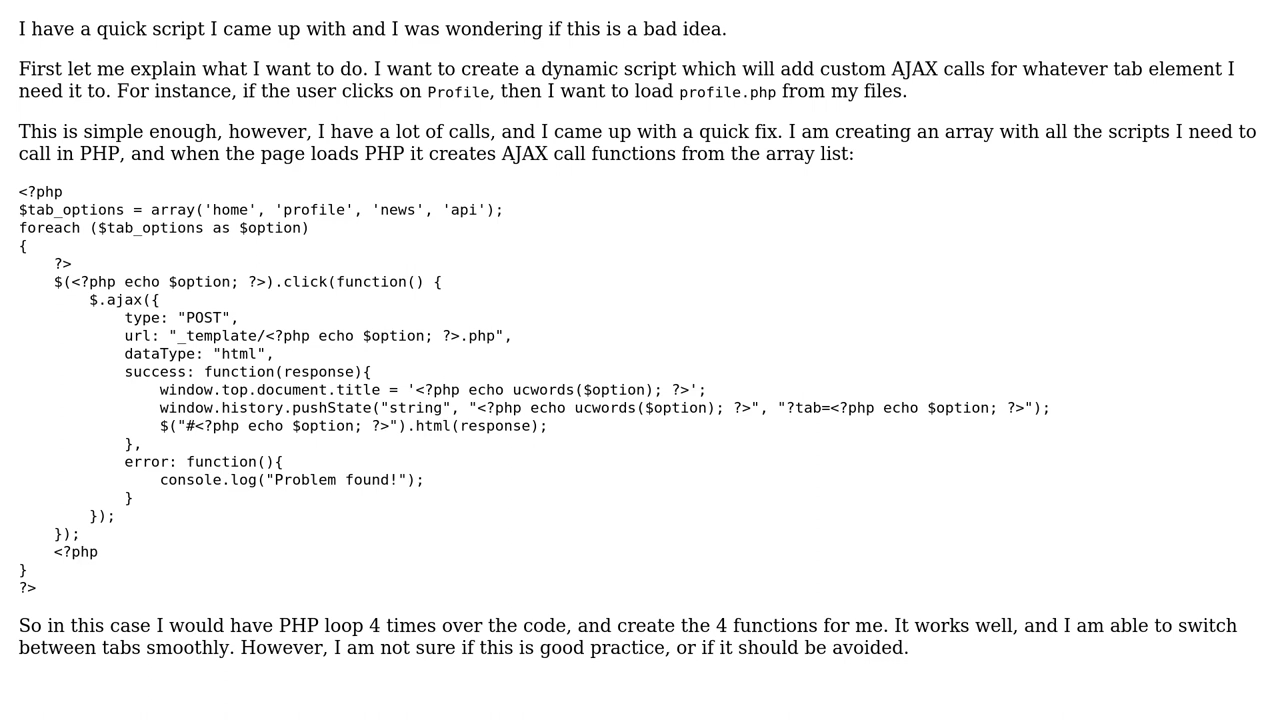 I have a quick script I came up with and I was wondering if this is a bad idea.
First let me explain what I want to do. I want to create a dynamic script which will add custom AJAX calls for whatever tab element I
need it to. For instance, if the user clicks on Profile, then I want to load profile.php from my files.
This is simple enough, however, I have a lot of calls, and I came up with a quick fix. I am creating an array with all the scripts I need to
call in PHP, and when the page loads PHP it creates AJAX call functions from the array list:
<?php
$tab_options = array('home', 'profile', 'news', 'api');
foreach ($tab_options as $option)
{
    ?>
    $(<?php echo $option; ?>).click(function() {
        $.ajax({
            type: "POST",
            url: "_template/<?php echo $option; ?>.php",
            dataType: "html",
            success: function(response){
                window.top.document.title = '<?php echo ucwords($option); ?>';
                window.history.pushState("string", "<?php echo ucwords($option); ?>", "?tab=<?php echo $option; ?>");
                $("#<?php echo $option; ?>").html(response);
            },
            error: function(){
                console.log("Problem found!");
            }
        });
    });
    <?php
}
?>
So in this case I would have PHP loop 4 times over the code, and create the 4 functions for me. It works well, and I am able to switch
between tabs smoothly. However, I am not sure if this is good practice, or if it should be avoided.